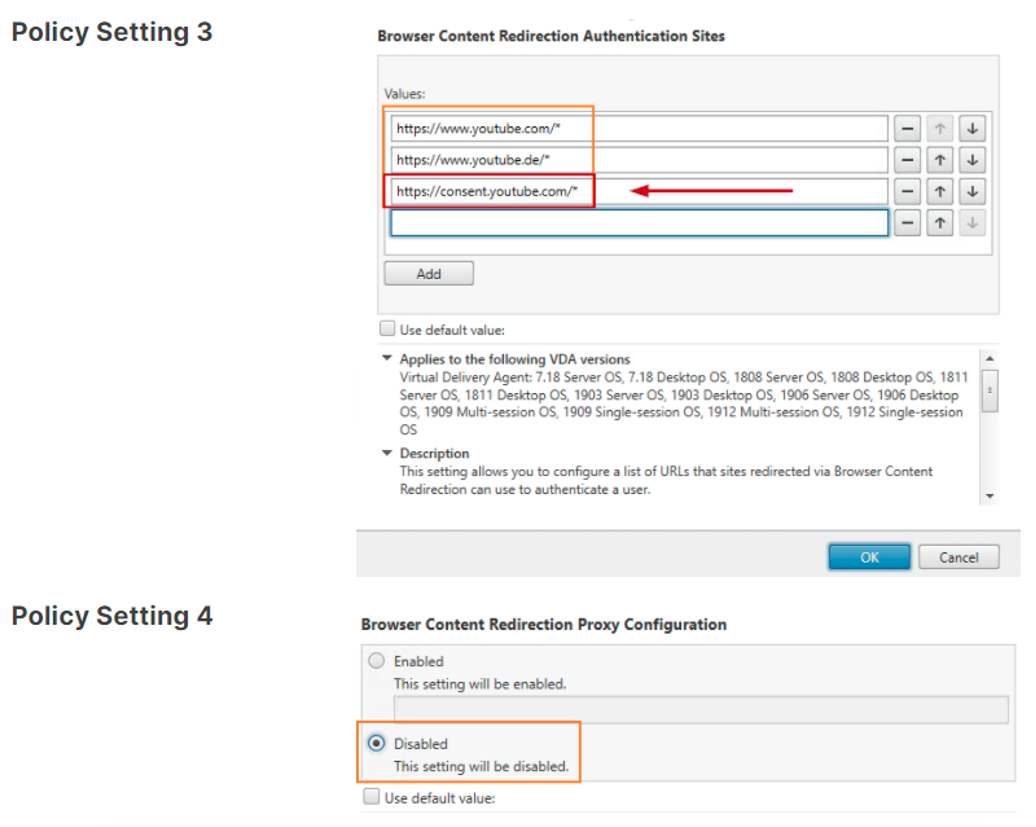 Policy Setting 3
Browser Content Redirection Authentication Sites
Values:
https://www.youtube.com/*
https://www.youtube.de/*
https://consent.youtube.com/*
Add
Use default value:
Applies to the following VDA versions
Virtual Delivery Agent: 7.18 Server OS, 7.18 Desktop OS, 1808 Server OS, 1808 Desktop OS, 1811
Server OS, 1811 Desktop OS, 1903 Server OS, 1903 Desktop OS, 1906 Server OS, 1906 Desktop
OS, 1909 Multi-session OS, 1909 Single-session OS, 1912 Multi-session OS, 1912 Single-session
OS
Description
This setting allows you to configure a list of URLs that sites redirected via Browser Content
Redirection can use to authenticate a user.
OK Cancel
Policy Setting 4
Browser Content Redirection Proxy Configuration
Enabled
This setting will be enabled.
Disabled
This setting will be disabled.
Use default value: